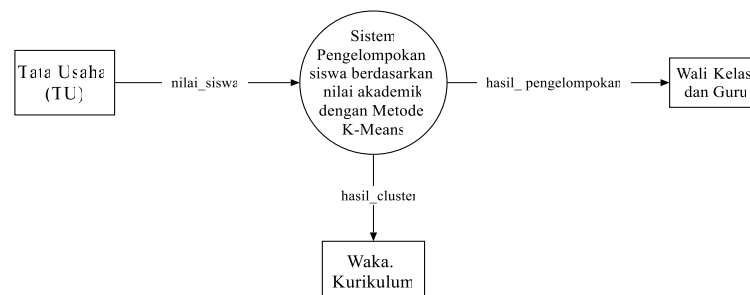 Tata Usaha
(TU)
nilai_siswa
Sistem
Pengelompokan
siswa berdasarkan
nilai akademik
dengan Metode
K-Means
hasil_ pengelompokan
Wali Kelas
dan Guru
hasil_cluster
Waka.
Kurikulum